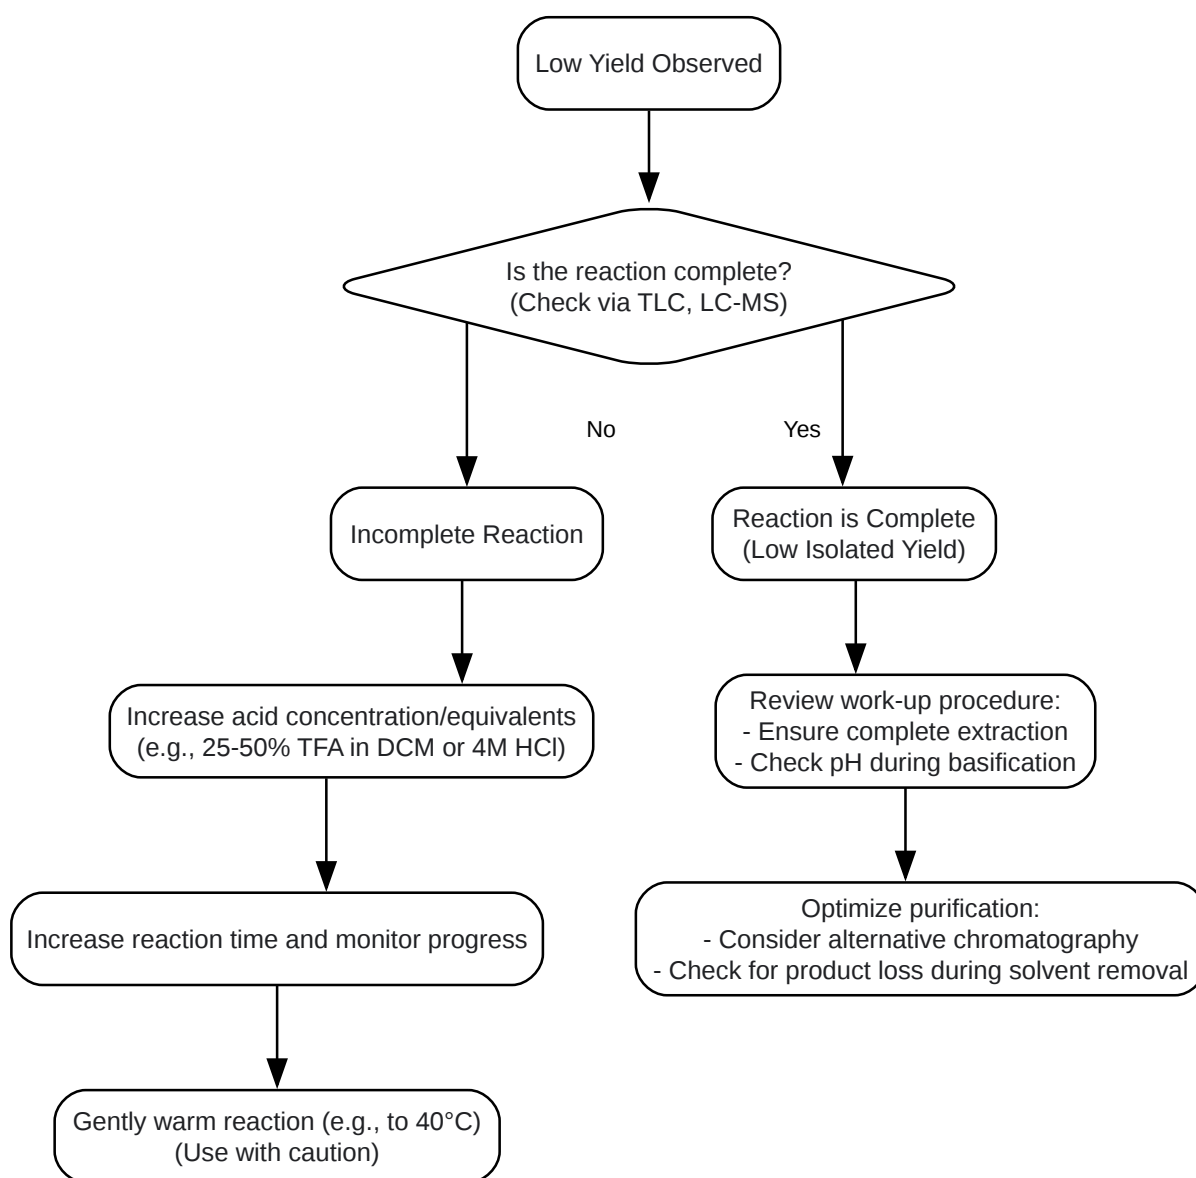 Low Yield Observed
Is the reaction complete?
(Check via TLC, LC-MS)
No
Yes
Incomplete Reaction
Reaction is Complete
(Low Isolated Yield)
Increase acid concentration/equivalents
(e.g., 25-50% TFA in DCM or 4M HCl)
Review work-up procedure:
- Ensure complete extraction
- Check pH during basification
Increase reaction time and monitor progress
Optimize purification:
- Consider alternative chromatography
- Check for product loss during solvent removal
Gently warm reaction (e.g., to 40°C)
(Use with caution)